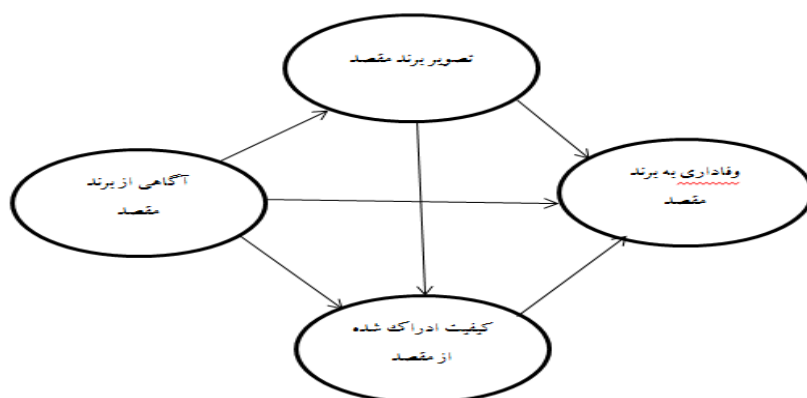 تصویر برند مقصد
آگاهی از برند
مقصد
وفاداری به برند
مقصد
کیفیت ادراک شده
از مقصد